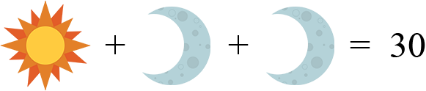 + + = 30